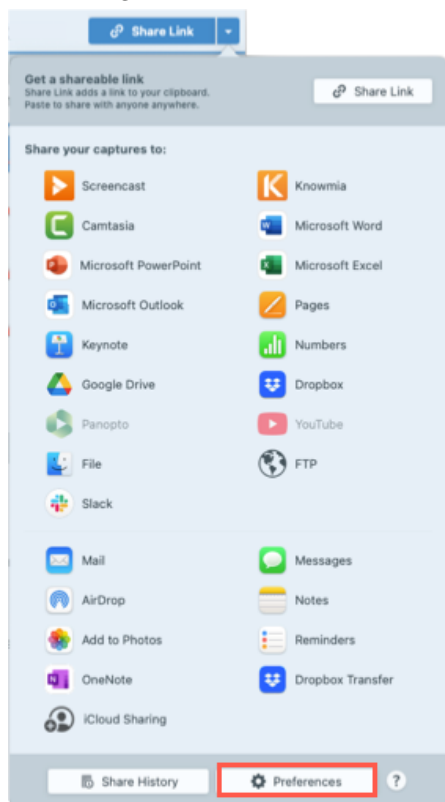 Share Link
Get a shareable link
Share Link adds a link to your clipboard.
Paste to share with anyone anywhere.
Share Link
Share your captures to:
Screencast
Knowmia
Camtasia
Microsoft Word
Microsoft PowerPoint
Microsoft Excel
Microsoft Outlook
Pages
Keynote
Numbers
Google Drive
Dropbox
Panopto
YouTube
File
FTP
Slack
Mail
Messages
AirDrop
Notes
Add to Photos
Reminders
OneNote
Dropbox Transfer
iCloud Sharing
Share History
Preferences
?